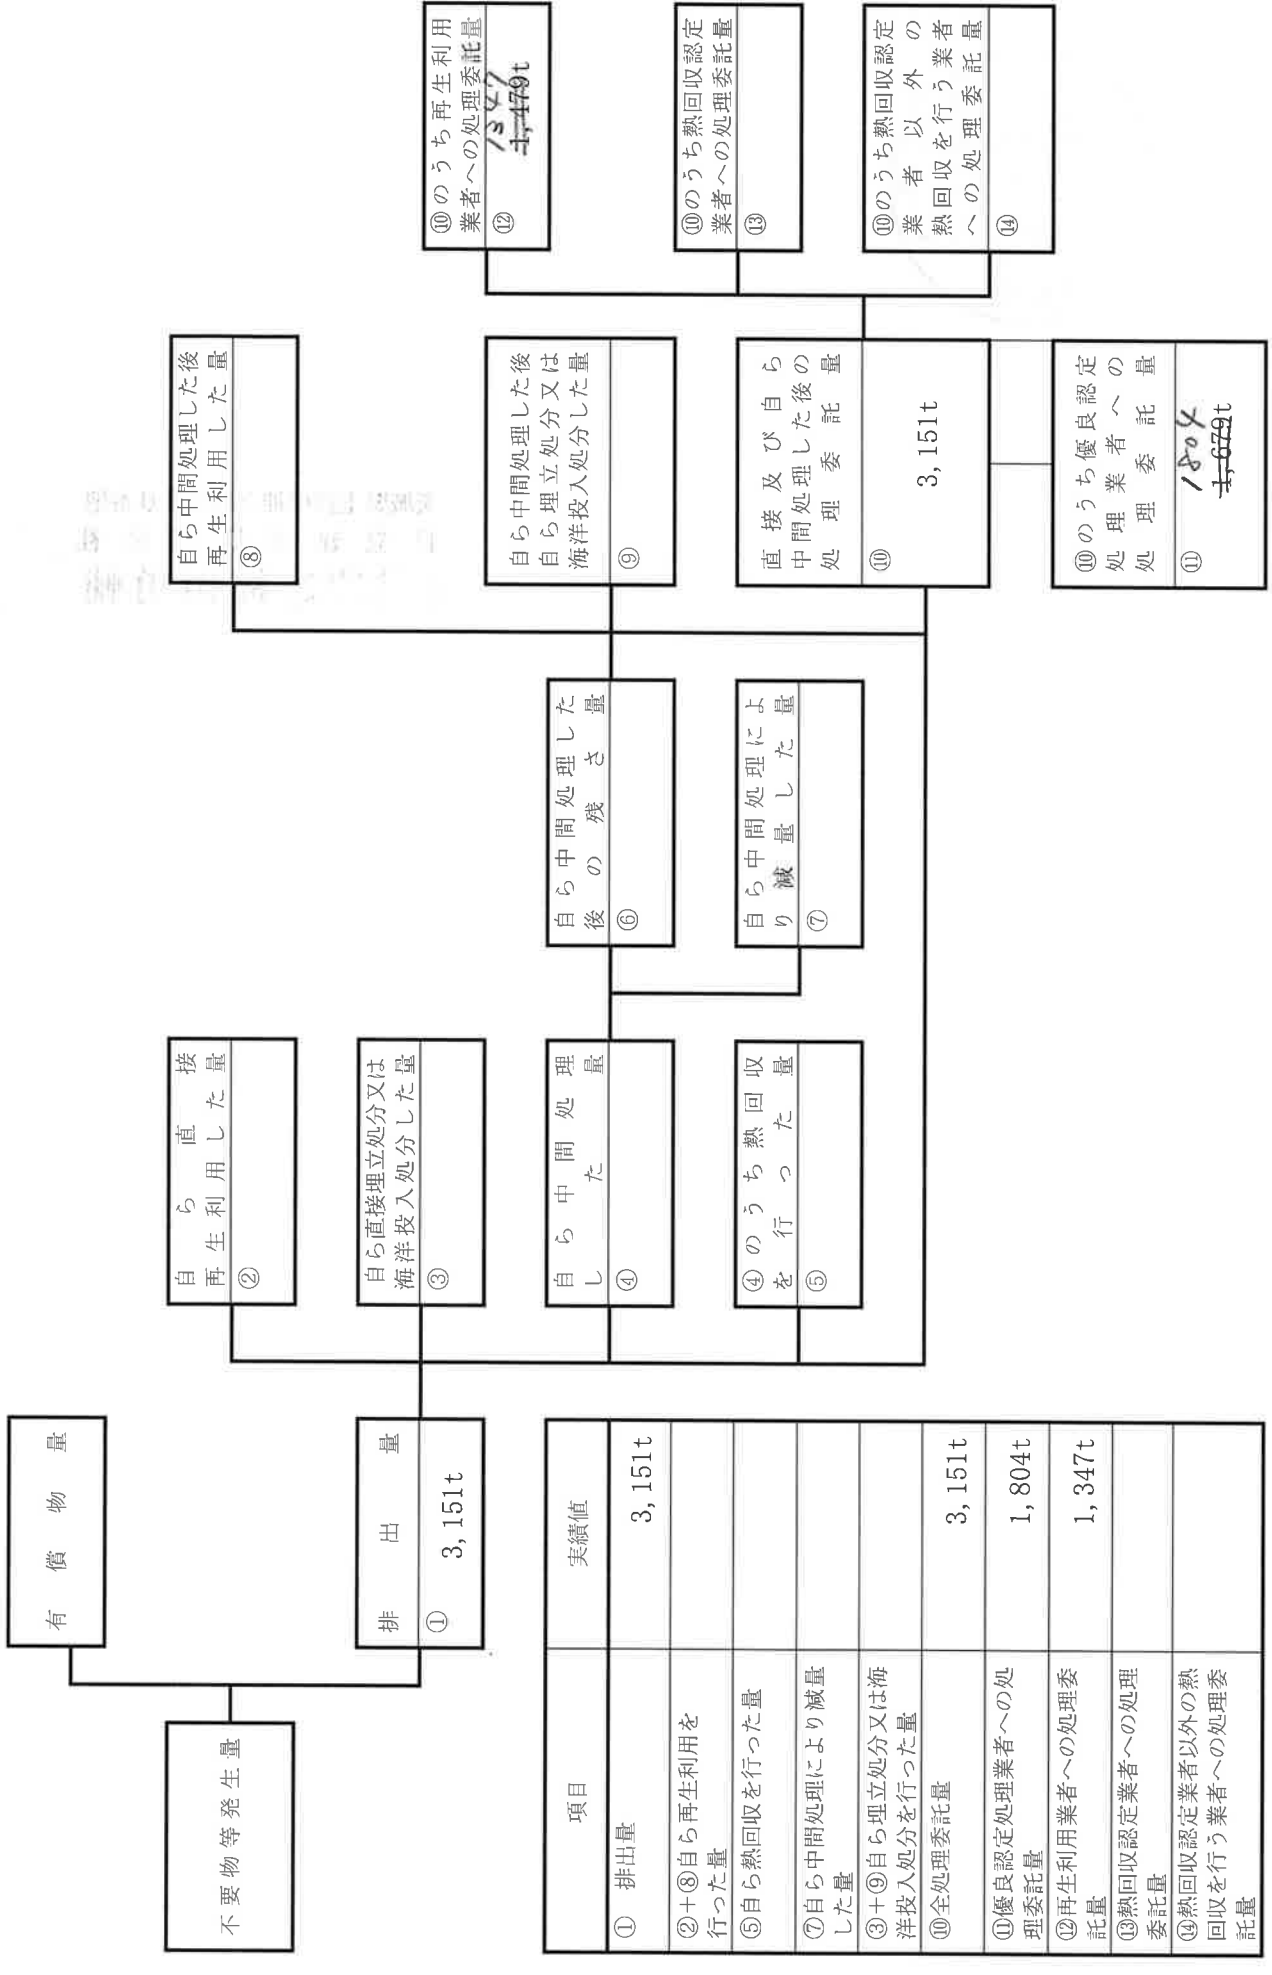 不要物等発生量
有償物量
排出量
① 3,151t
自ら直接
再生利用した量
②
自ら直接埋立処分又は
海洋投入処分した量
③
自ら中間処理
した量
④
④のうち熱回収
を行った量
⑤
自ら中間処理した
後の残さ量
⑥
自ら中間処理によ
り減量した量
⑦
自ら中間処理した後
再生利用した量
⑧
自ら中間処理した後
自ら埋立処分又は
海洋投入処分した量
⑨
直接及び自ら
中間処理した後の
処理委託量
⑩
3,151t
⑩のうち優良認定
処理業者への
処理委託量
⑪
1804
1,679t
⑩のうち再生利用
業者への処理委託量
⑫
1347
1,479t
⑩のうち熱回収認定
業者への処理委託量
⑬
⑩のうち熱回収認定
業者以外の
熱回収を行う業者
への処理委託量
⑭
項目 実績値
① 排出量 3,151t
②+⑧自ら再生利用を
行った量
⑤自ら熱回収を行った量
⑦自ら中間処理により減量
した量
③+⑨自ら埋立処分又は海
洋投入処分を行った量
⑩全処理委託量 3,151t
⑪優良認定処理業者への処
理委託量 1,804t
⑫再生利用業者への処理委
託量 1,347t
⑬熱回収認定業者への処理
委託量
⑭熱回収認定業者以外の熱
回収を行う業者への処理委
託量